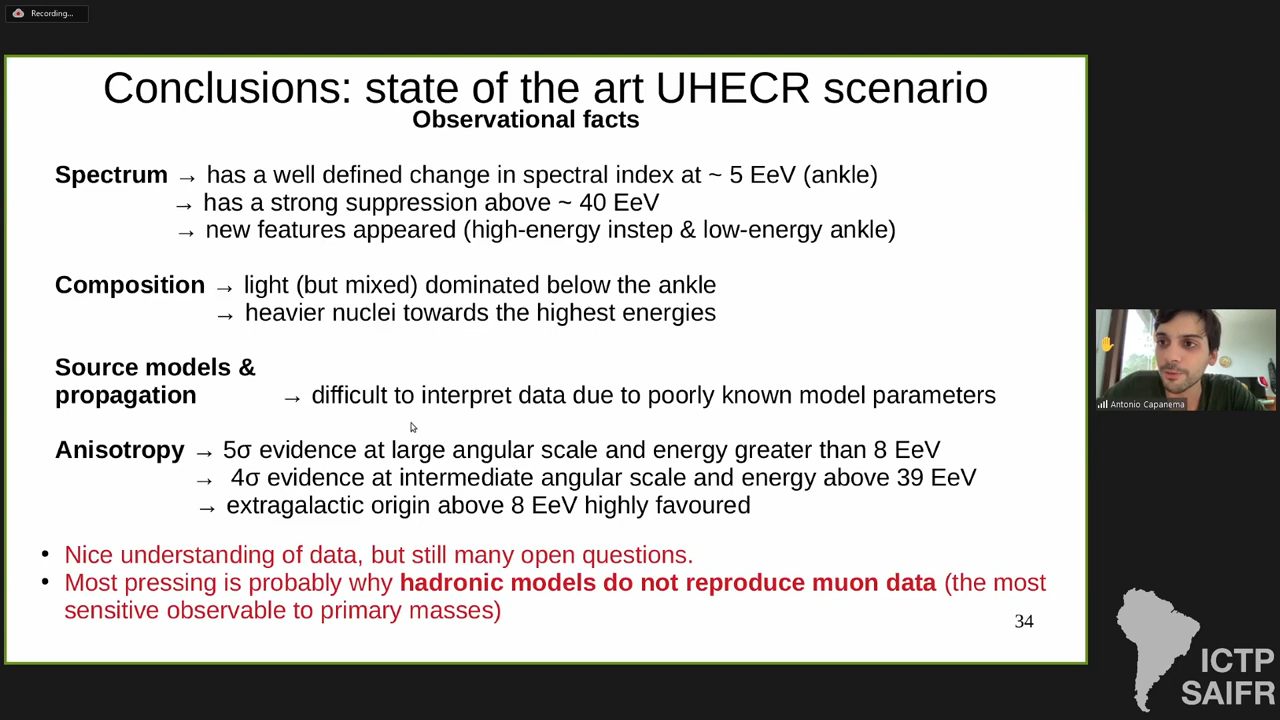 Recording...
Conclusions: state of the art UHECR scenario
Observational facts
Spectrum → has a well defined change in spectral index at ~ 5 EeV (ankle)
→ has a strong suppression above ~ 40 EeV
→ new features appeared (high-energy instep & low-energy ankle)
Composition → light (but mixed) dominated below the ankle
→ heavier nuclei towards the highest energies
Source models &
propagation → difficult to interpret data due to poorly known model parameters
Anisotropy → 5σ evidence at large angular scale and energy greater than 8 EeV
→ 4σ evidence at intermediate angular scale and energy above 39 EeV
→ extragalactic origin above 8 EeV highly favoured
• Nice understanding of data, but still many open questions.
• Most pressing is probably why hadronic models do not reproduce muon data (the most
sensitive observable to primary masses)
34
Antonio Capanema
ICTP
SAIFR